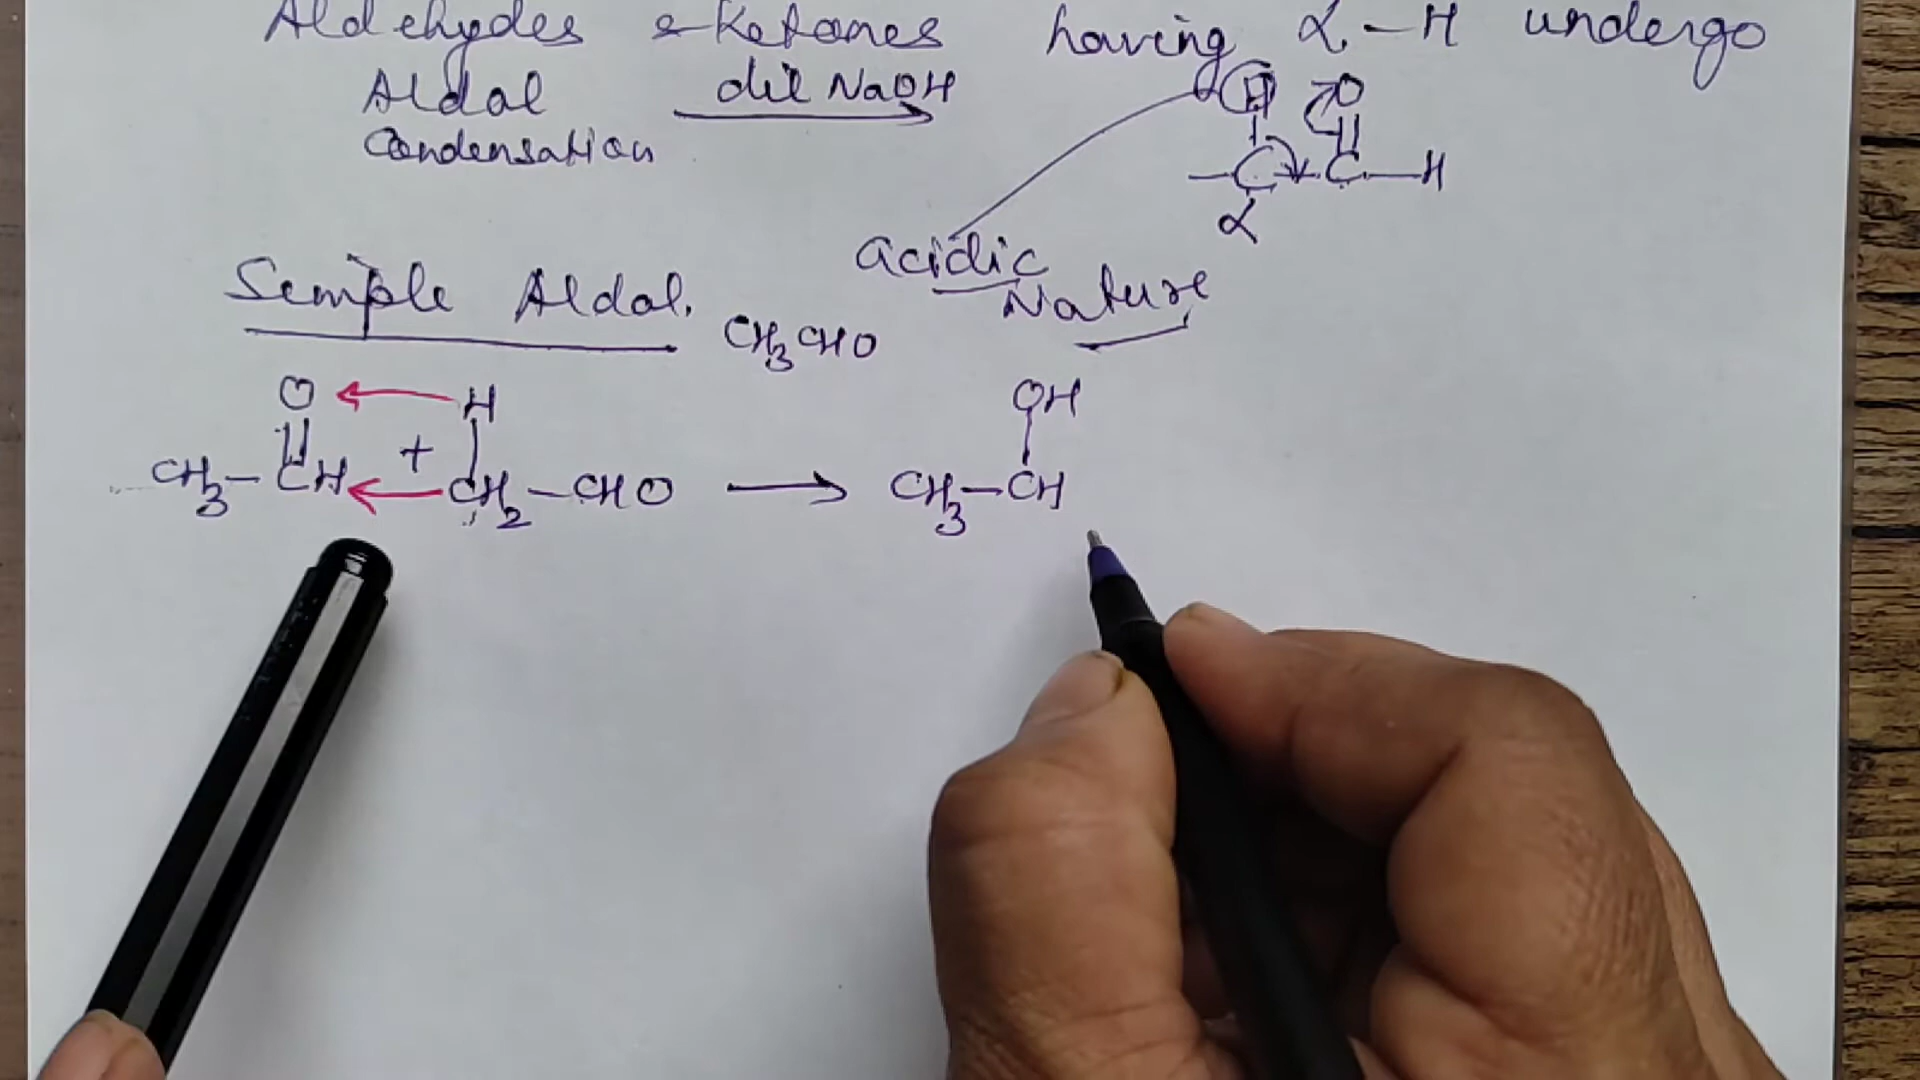 Aldehydes & Ketones having α-H undergo
Aldol dil NaOH
Condensation
H O
-C-C-H
α
acidic
Nature
Simple Aldol.
CH3CHO
O H OH
CH3-CH + CH2-CHO → CH3-CH